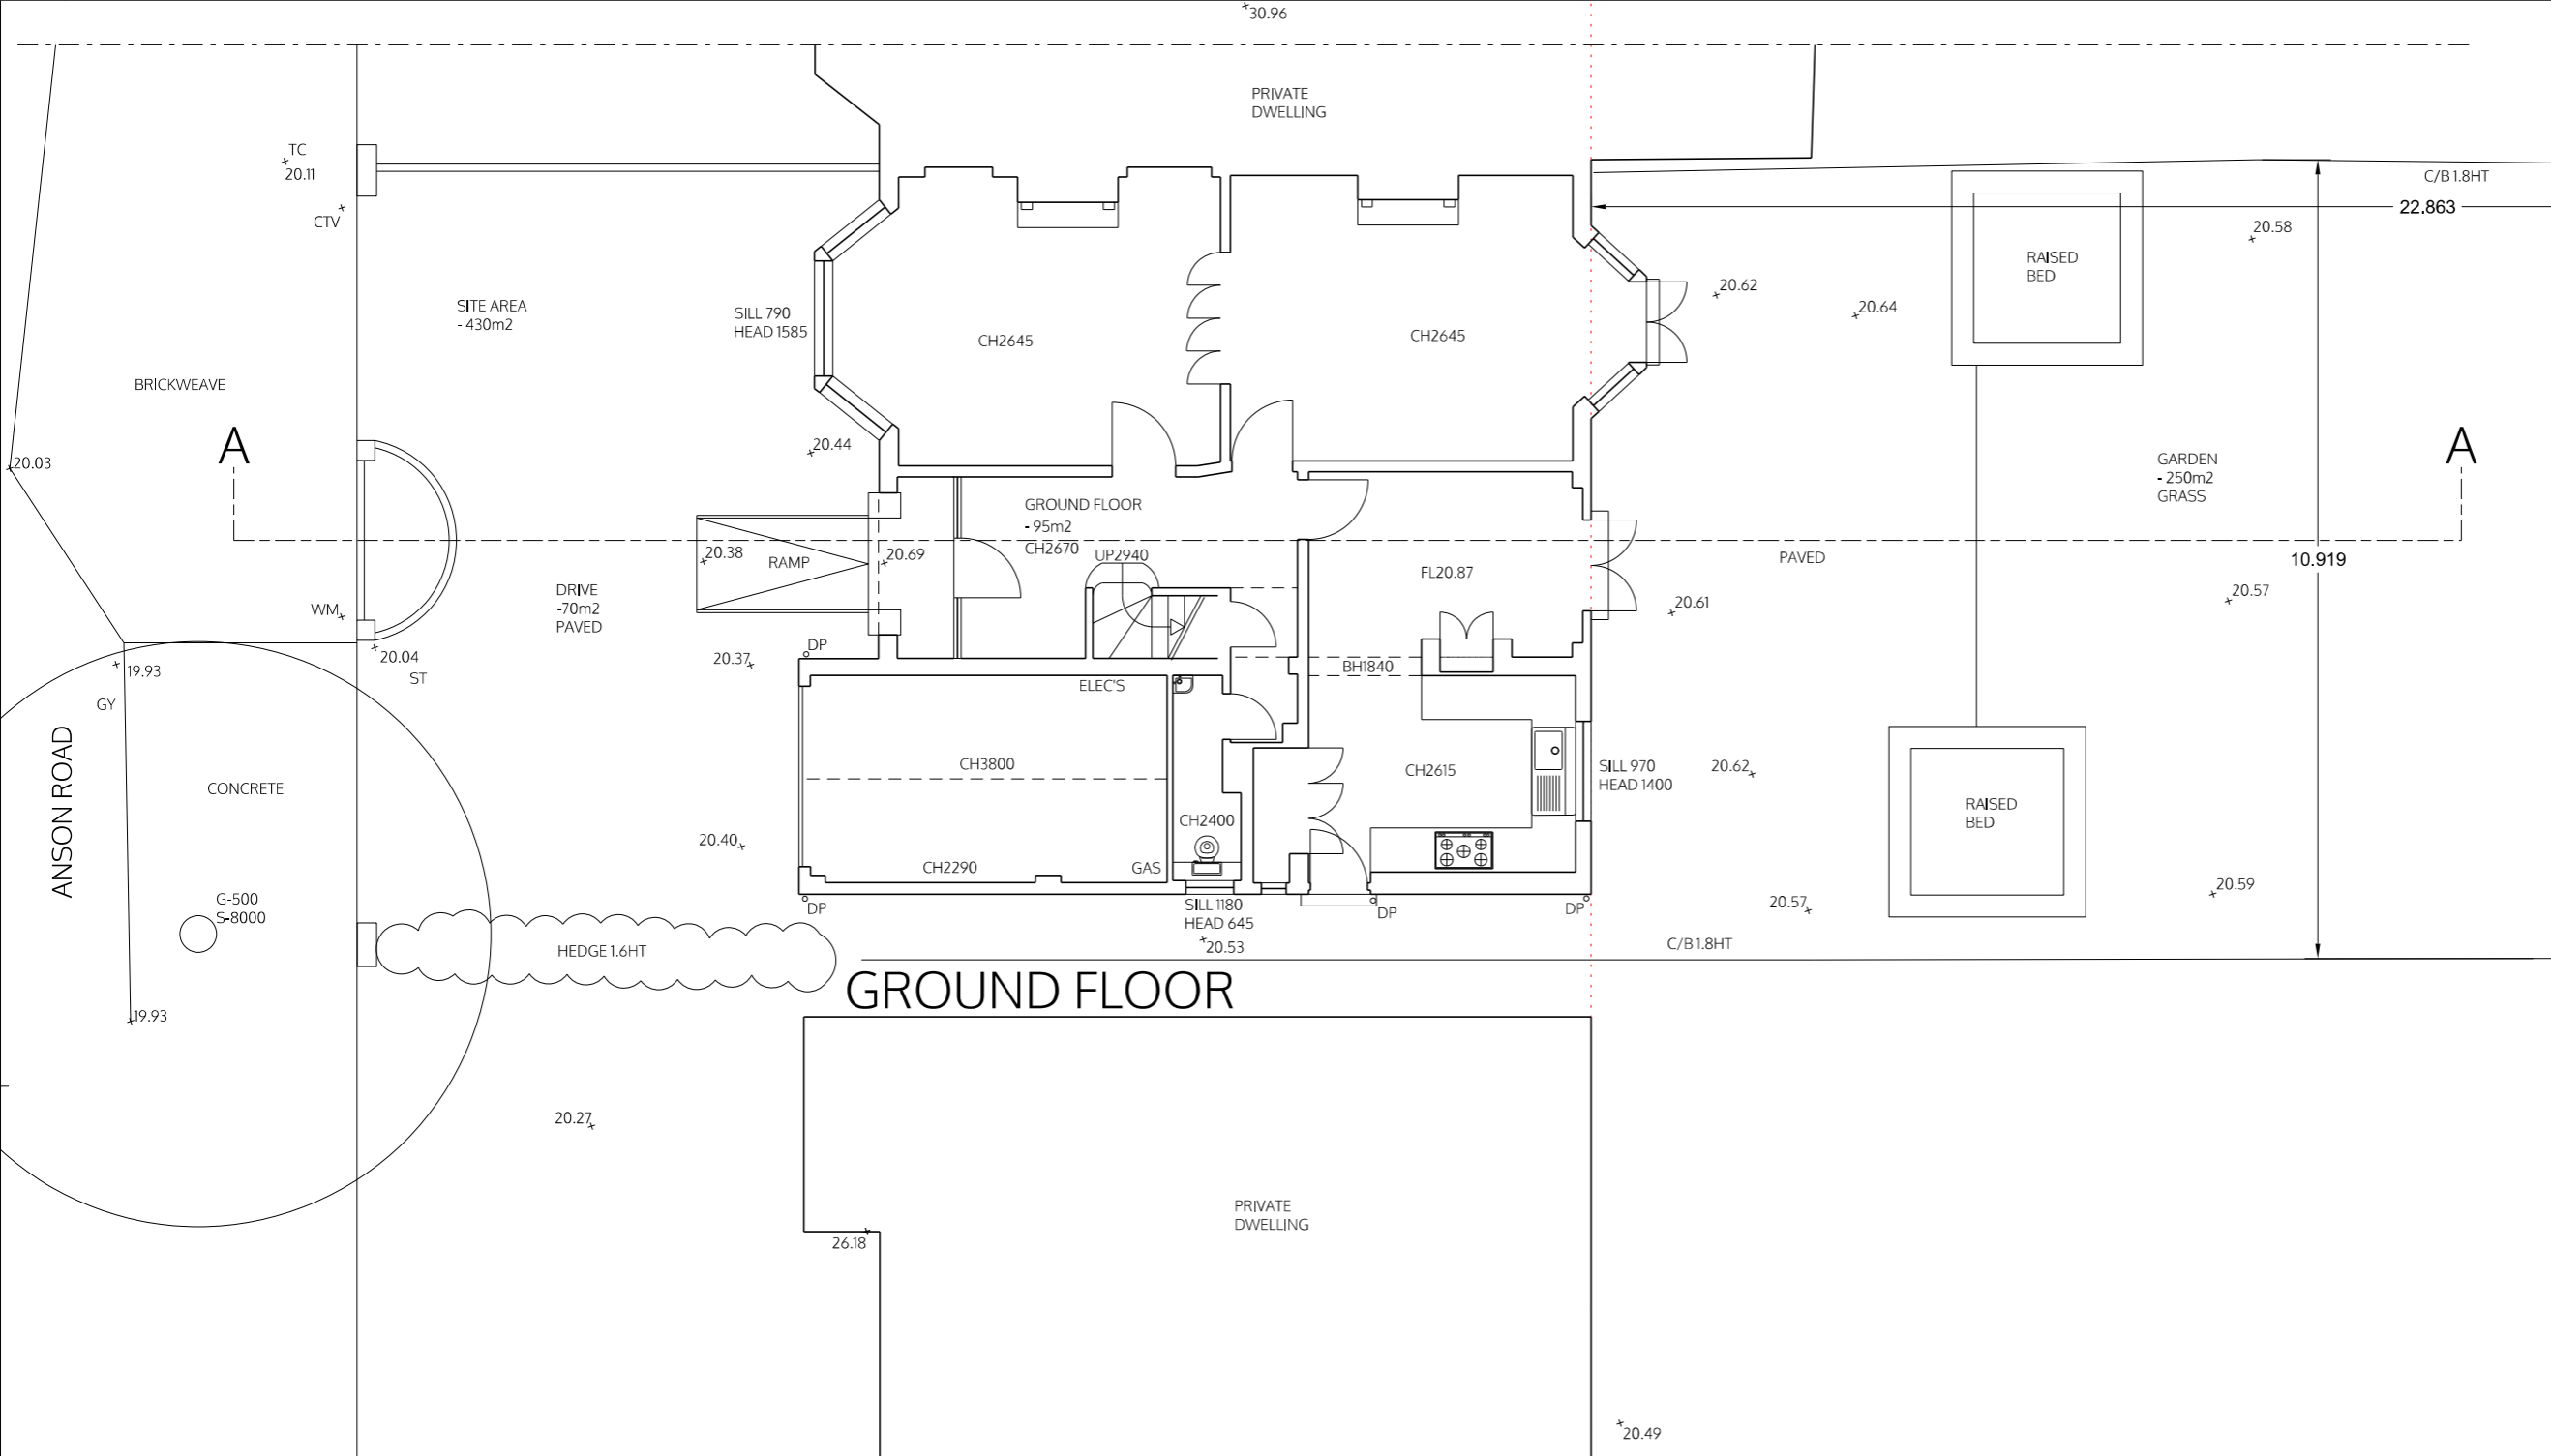 30.96
PRIVATE
DWELLING
TC
20.11
CTV
C/B 1.8HT
22.863
20.58
RAISED
BED
20.62
20.64
SITE AREA
- 430m2
SILL 790
HEAD 1585
CH2645
CH2645
BRICKWEAVE
A
20.44
20.03
A
GARDEN
- 250m2
GRASS
GROUND FLOOR
- 95m2
CH2670
UP2940
20.38
RAMP
20.69
PAVED
10.919
FL20.87
DRIVE
-70m2
PAVED
WM
20.61
20.57
DP
20.04
ST
20.37
BH1840
19.93
GY
ELEC'S
ANSON ROAD
CONCRETE
CH3800
CH2615
SILL 970
HEAD 1400
20.62
RAISED
BED
CH2400
20.40
CH2290
GAS
G-500
S-8000
DP
SILL 1180
HEAD 645
DP
DP
20.57
20.59
HEDGE 1.6HT
20.53
C/B 1.8HT
GROUND FLOOR
19.93
20.27
PRIVATE
DWELLING
26.18
20.49